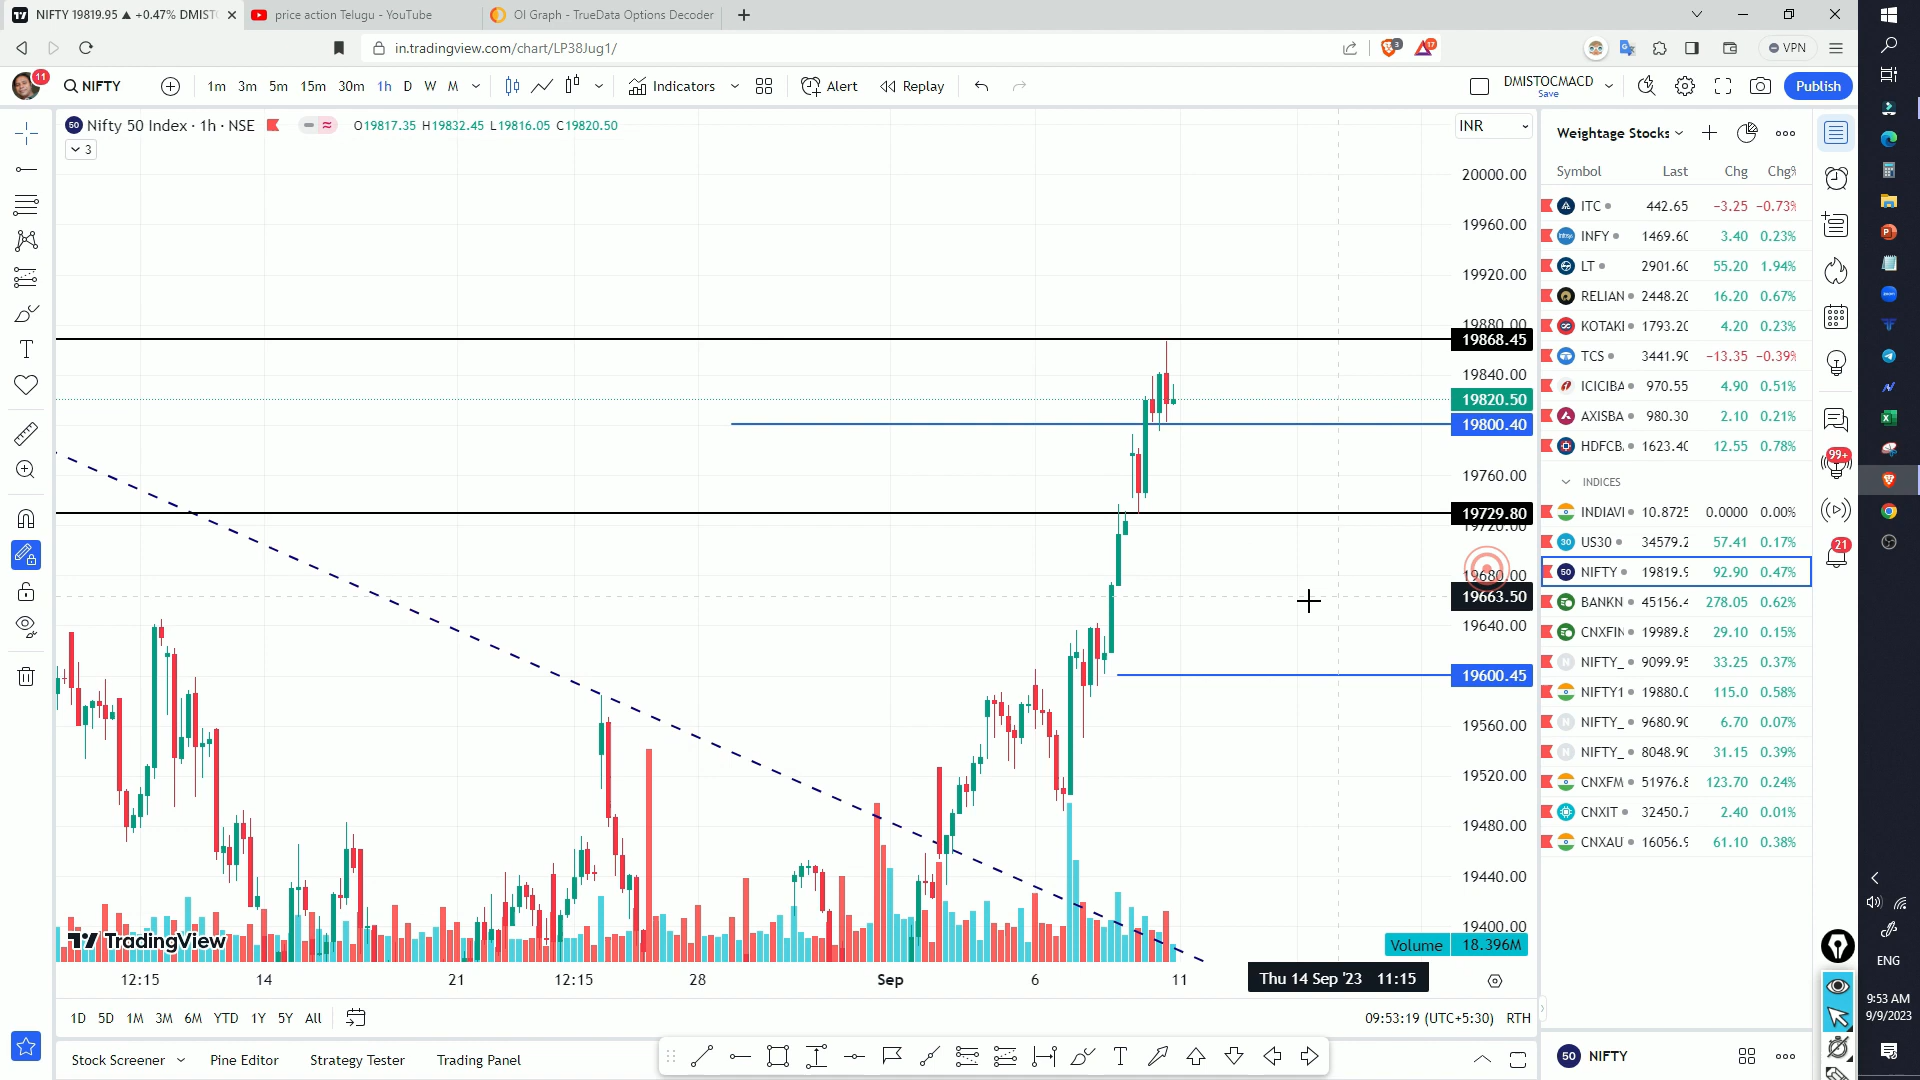 NIFTY 19819.95 ▲ +0.47% DMISTO
price action Telugu - YouTube
OI Graph - TrueData Options Decoder
in.tradingview.com/chart/LP38Jug1/
3
17
VPN
11
NIFTY
1m 3m 5m 15m 30m 1h D W M
Indicators
Alert
Replay
DMISTOCMACD
Save
Publish
Nifty 50 Index · 1h · NSE
O19817.35 H19832.45 L19816.05 C19820.50
3
INR
20000.00
19960.00
19920.00
19880.00
19868.45
19840.00
19820.50
19800.40
19760.00
19729.80
19720.00
19680.00
19663.50
19640.00
19600.45
19560.00
19520.00
19480.00
19440.00
19400.00
Volume 18.396M
TradingView
12:15 14 21 12:15 28 Sep 6 11
Thu 14 Sep '23 11:15
1D 5D 1M 3M 6M YTD 1Y 5Y All
09:53:19 (UTC+5:30) RTH
Stock Screener
Pine Editor
Strategy Tester
Trading Panel
Weightage Stocks
Symbol Last Chg Chg%
ITC 442.65 −3.25 −0.73%
INFY 1469.60 3.40 0.23%
LT 2901.60 55.20 1.94%
RELIAN 2448.20 16.20 0.67%
KOTAKI 1793.20 4.20 0.23%
TCS 3441.90 −13.35 −0.39%
ICICIBA 970.55 4.90 0.51%
AXISBA 980.30 2.10 0.21%
HDFCB 1623.40 12.55 0.78%
INDICES
INDIAVI 10.8725 0.0000 0.00%
US30 34579.2 57.41 0.17%
NIFTY 19819.9 92.90 0.47%
BANKN 45156.4 278.05 0.62%
CNXFIN 19989.8 29.10 0.15%
NIFTY_ 9099.95 33.25 0.37%
NIFTY1 19880.0 115.0 0.58%
NIFTY_ 9680.90 6.70 0.07%
NIFTY_ 8048.90 31.15 0.39%
CNXFM 51976.8 123.70 0.24%
CNXIT 32450.7 2.40 0.01%
CNXAU 16056.9 61.10 0.38%
50 NIFTY
99+
21
ENG
9:53 AM
9/9/2023